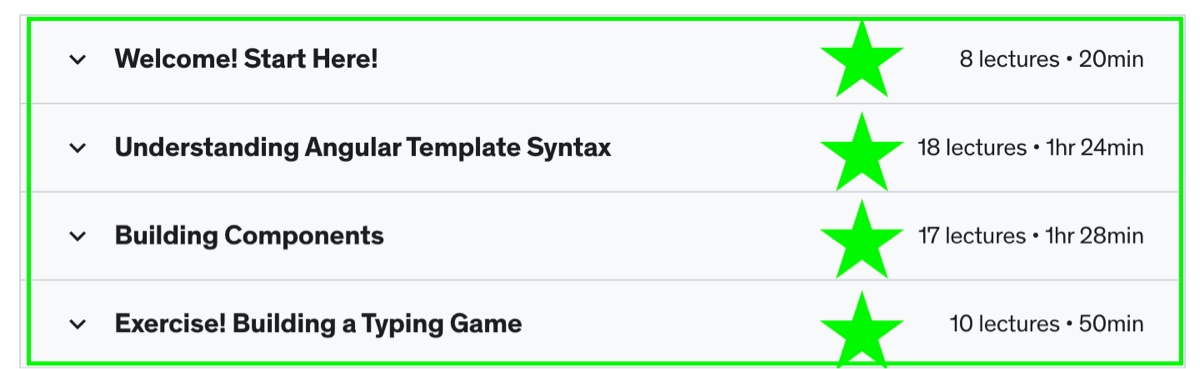 Welcome! Start Here! 8 lectures • 20min
Understanding Angular Template Syntax 18 lectures • 1hr 24min
Building Components 17 lectures • 1hr 28min
Exercise! Building a Typing Game 10 lectures • 50min